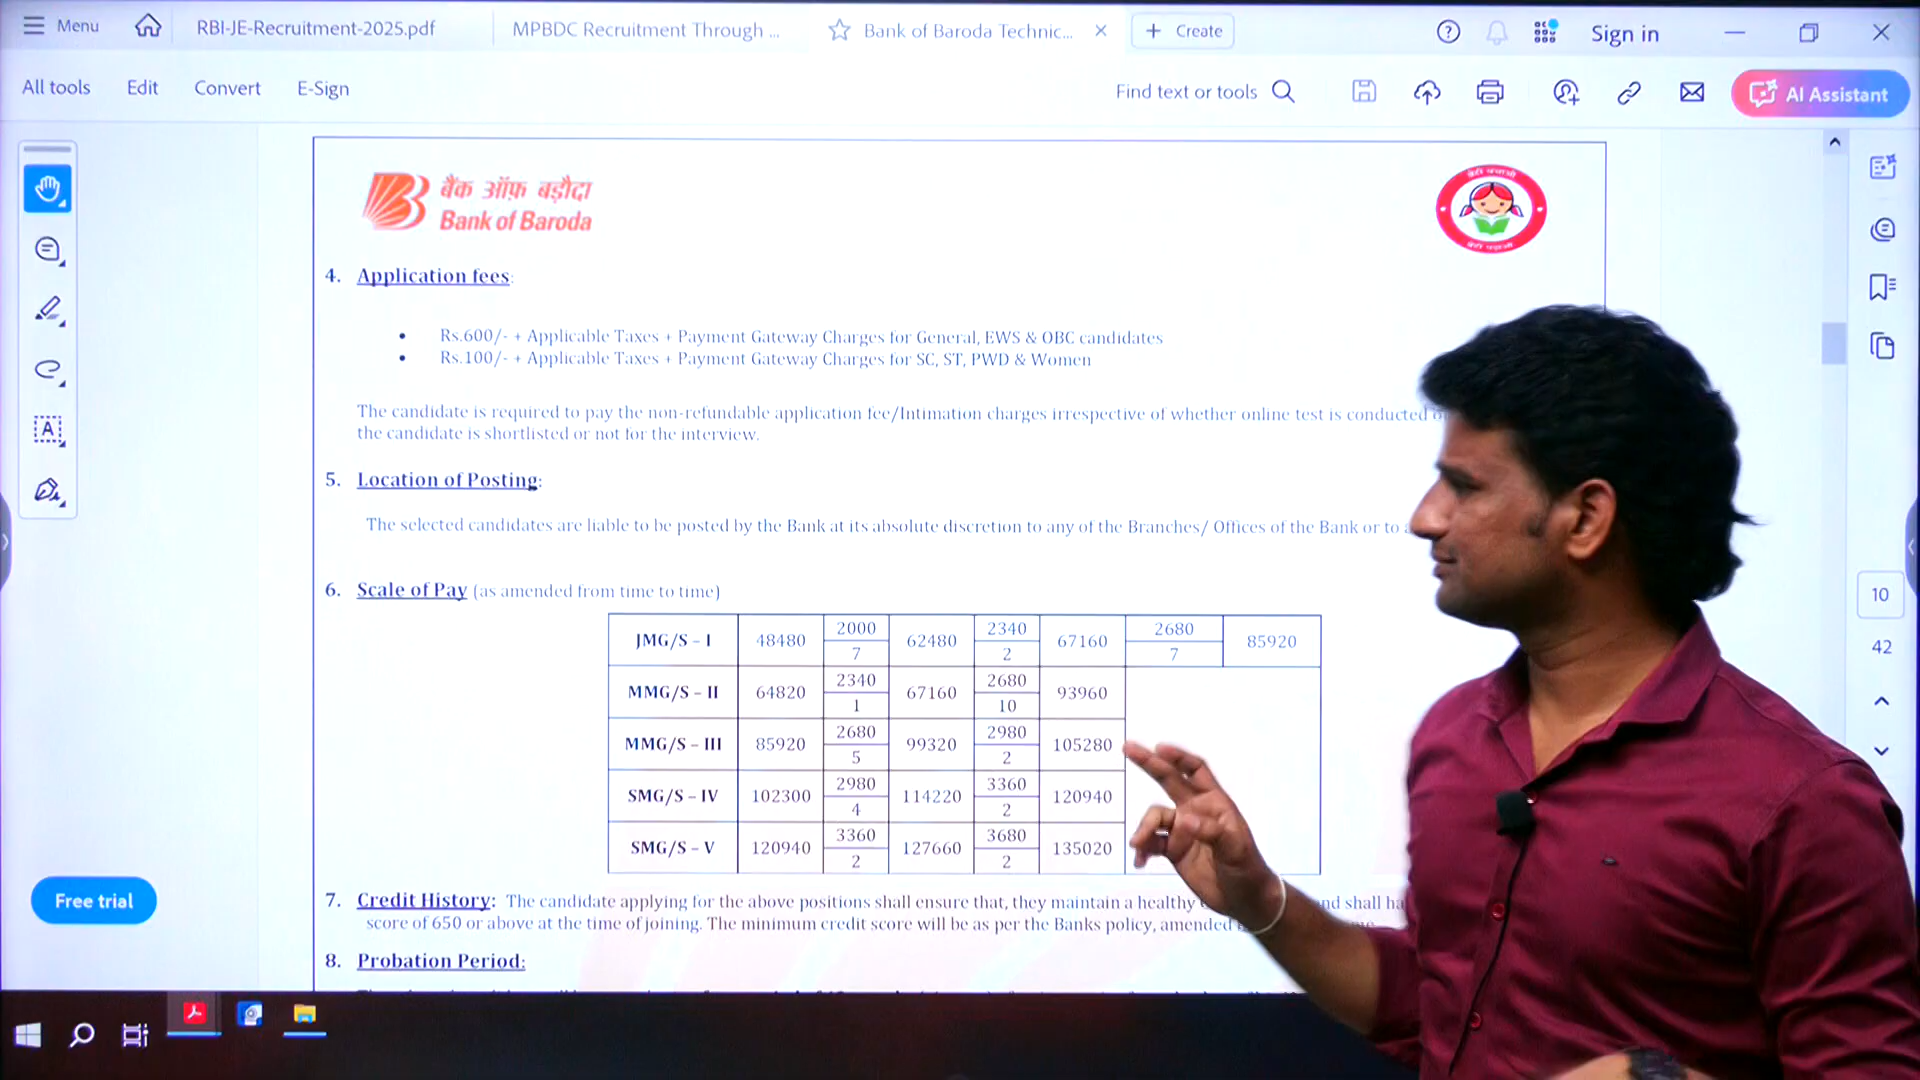 Menu
RBI-JE-Recruitment-2025.pdf
MPBDC Recruitment Through ...
Bank of Baroda Technic...
Create
Sign in
All tools
Edit
Convert
E-Sign
Find text or tools
AI Assistant
बैंक ऑफ़ बड़ौदा
Bank of Baroda
4. Application fees:
• Rs.600/- + Applicable Taxes + Payment Gateway Charges for General, EWS & OBC candidates
• Rs.100/- + Applicable Taxes + Payment Gateway Charges for SC, ST, PWD & Women
The candidate is required to pay the non-refundable application fee/Intimation charges irrespective of whether online test is conducted
the candidate is shortlisted or not for the interview.
5. Location of Posting:
The selected candidates are liable to be posted by the Bank at its absolute discretion to any of the Branches/ Offices of the Bank or to
6. Scale of Pay (as amended from time to time)
JMG/S – I 48480 2000 62480 2340 67160 2680 85920
7 2 7
MMG/S – II 64820 2340 67160 2680 93960
1 10
MMG/S – III 85920 2680 99320 2980 105280
5 2
SMG/S – IV 102300 2980 114220 3360 120940
4 2
SMG/S – V 120940 3360 127660 3680 135020
2 2
7. Credit History: The candidate applying for the above positions shall ensure that, they maintain a healthy
shall
score of 650 or above at the time of joining. The minimum credit score will be as per the Banks policy, amended
8. Probation Period:
10
42
Free trial